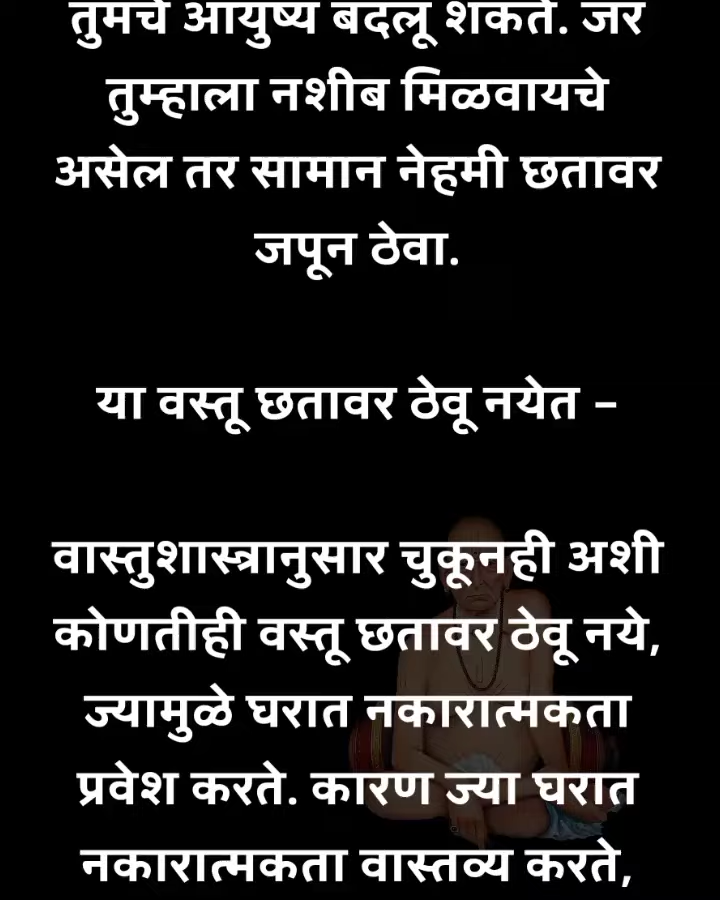 तुमचे आयुष्य बदलू शकते. जर
तुम्हाला नशीब मिळवायचे
असेल तर सामान नेहमी छतावर
जपून ठेवा.
या वस्तू छतावर ठेवू नयेत –
वास्तुशास्त्रानुसार चुकूनही अशी
कोणतीही वस्तू छतावर ठेवू नये,
ज्यामुळे घरात नकारात्मकता
प्रवेश करते. कारण ज्या घरात
नकारात्मकता वास्तव्य करते,